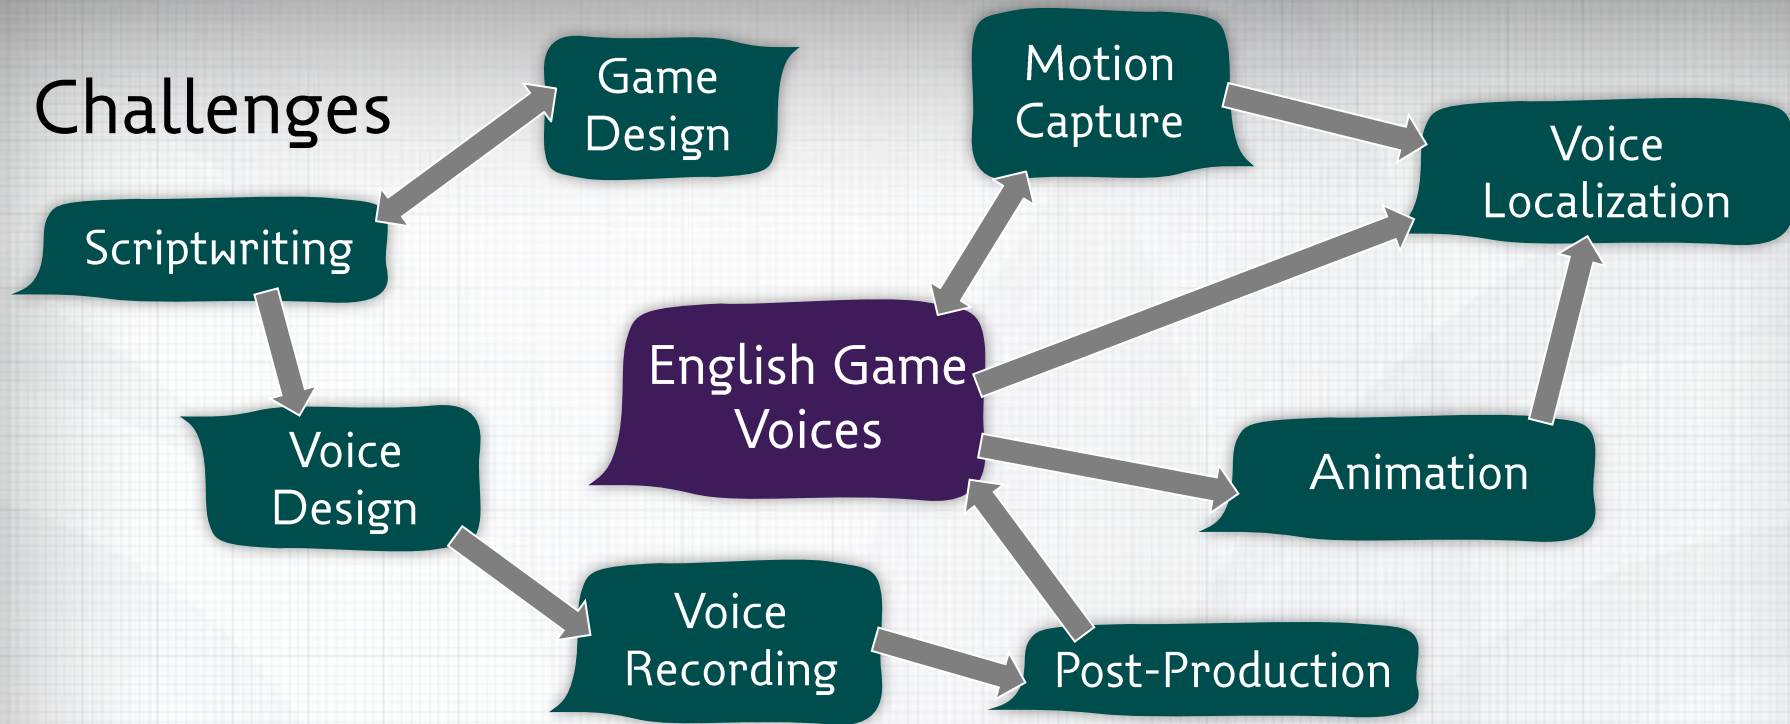 Challenges
Game
Design
Scriptwriting
Voice
Design
Voice
Recording
Post-Production
English Game
Voices
Motion
Capture
Animation
Voice
Localization